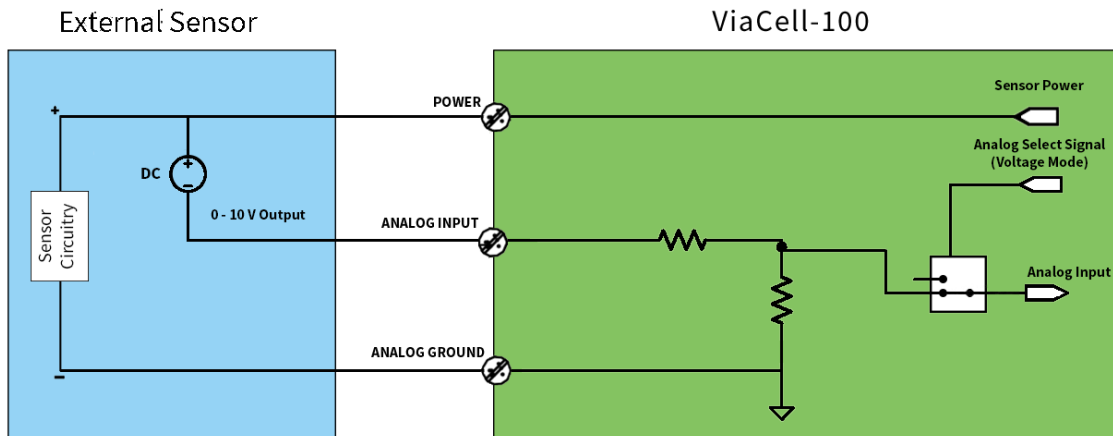 External Sensor
ViaCell-100
Sensor Power
POWER
+
Analog Select Signal
(Voltage Mode)
DC
+
−
Sensor
Circuitry
0 - 10 V Output
ANALOG INPUT
Analog Input
ANALOG GROUND
−